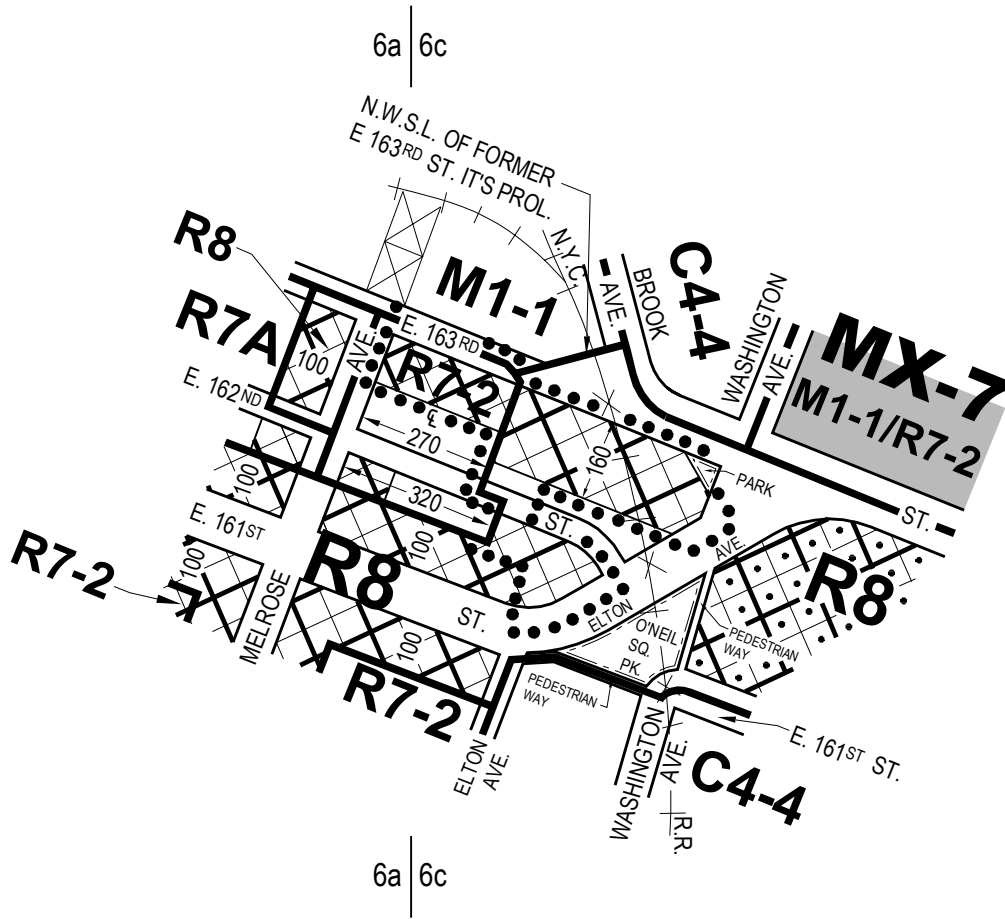 6a 6c
N.W.S.L. OF FORMER
E 163RD ST. IT'S PROL.
N.Y.C.
R8
R7A
M1-1
AVE.
BROOK
C4-4
WASHINGTON
AVE.
MX-7
M1-1/R7-2
E. 163RD
AVE.
100
R7-2
E. 162ND
℄
270
160
PARK
320
100
E. 161ST
ST.
ST.
R7-2
100
R8
100
AVE.
R8
MELROSE
ST.
ELTON
O'NEIL
SQ.
PK.
PEDESTRIAN
WAY
100
R7-2
PEDESTRIAN
WAY
ELTON
AVE.
WASHINGTON
AVE.
E. 161ST ST.
C4-4
R.R.
6a 6c